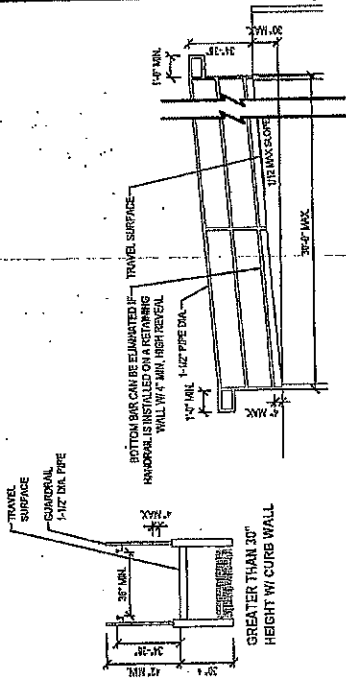 TRAVEL
SURFACE
GUARDRAIL
1-1/2" DIA. PIPE
36" MIN.
4" MAX.
34"-38"
42" MIN.
GREATER THAN 30"
HEIGHT W/ CURB WALL
1'-0" MIN.
34"-38"
30" MAX.
TRAVEL SURFACE
BOTTOM BAR CAN BE ELIMINATED IF
HANDRAIL IS INSTALLED ON A RETAINING
WALL W/ 4" MIN. HIGH REVEAL
1-1/2" PIPE DIA.
1'-0" MIN.
4" MAX.
1/12 MAX SLOPE
30'-0" MAX.